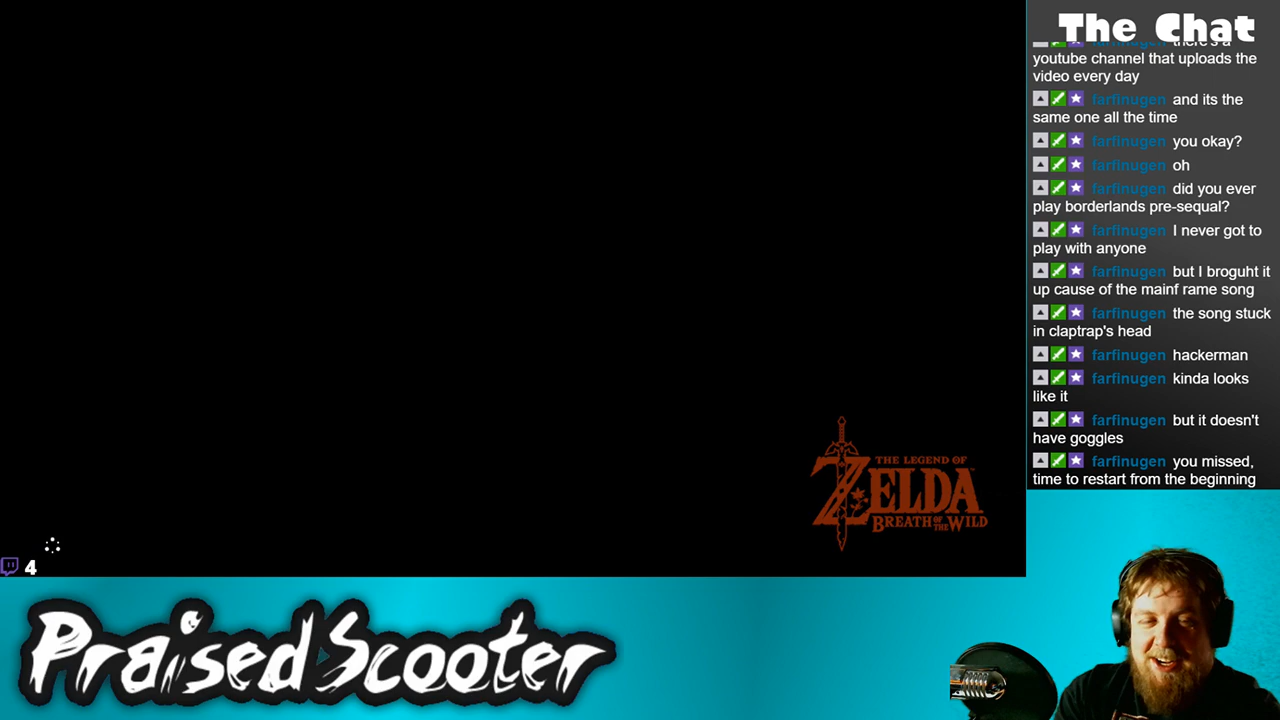 The Chat
farfinugen there's a
youtube channel that uploads the
video every day
farfinugen and its the
same one all the time
farfinugen you okay?
farfinugen oh
farfinugen did you ever
play borderlands pre-sequal?
farfinugen I never got to
play with anyone
farfinugen but I broguht it
up cause of the mainf rame song
farfinugen the song stuck
in claptrap's head
farfinugen hackerman
farfinugen kinda looks
like it
farfinugen but it doesn't
have goggles
farfinugen you missed,
time to restart from the beginning
THE LEGEND OF
ZELDA
BREATH OF THE WILD
4
PraisedScooter